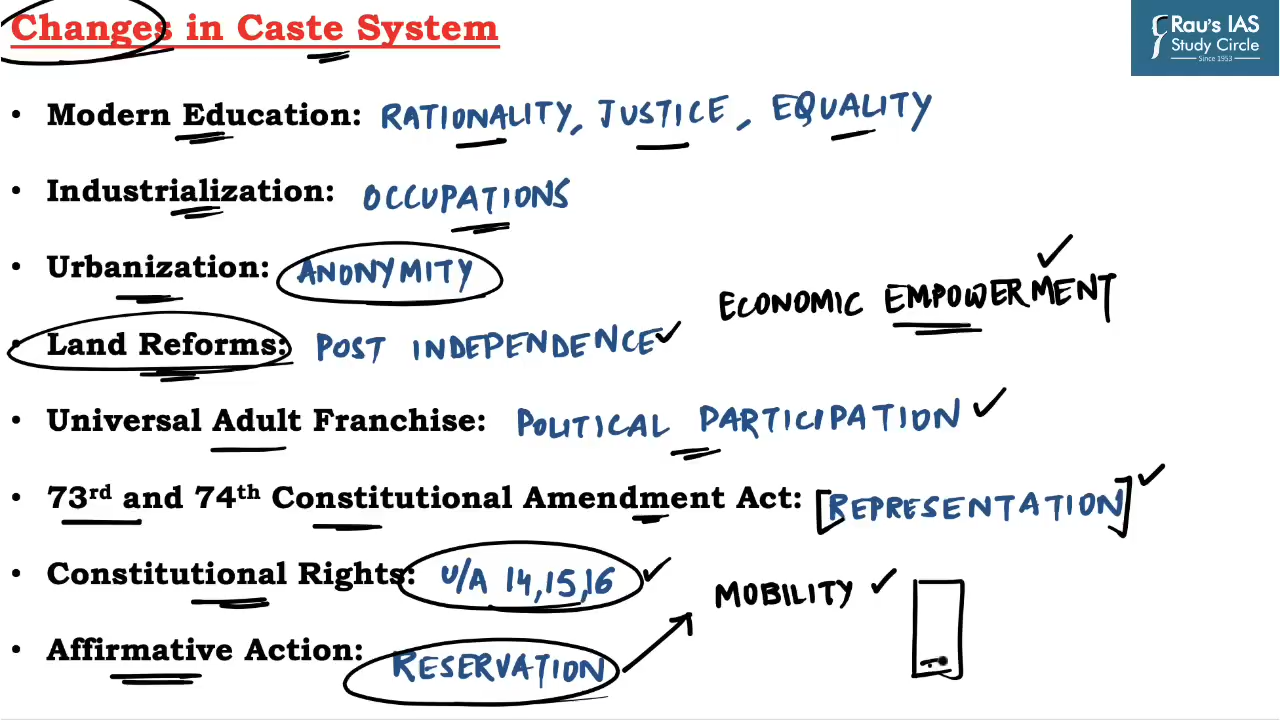 Changes in Caste System
Rau's IAS
Study Circle
Since 1953
• Modern Education: RATIONALITY, JUSTICE, EQUALITY
• Industrialization: OCCUPATIONS
• Urbanization: ANONYMITY
ECONOMIC EMPOWERMENT
• Land Reforms: POST INDEPENDENCE
• Universal Adult Franchise: POLITICAL PARTICIPATION
• 73rd and 74th Constitutional Amendment Act: [REPRESENTATION]
• Constitutional Rights: U/A 14,15,16
MOBILITY
• Affirmative Action: RESERVATION